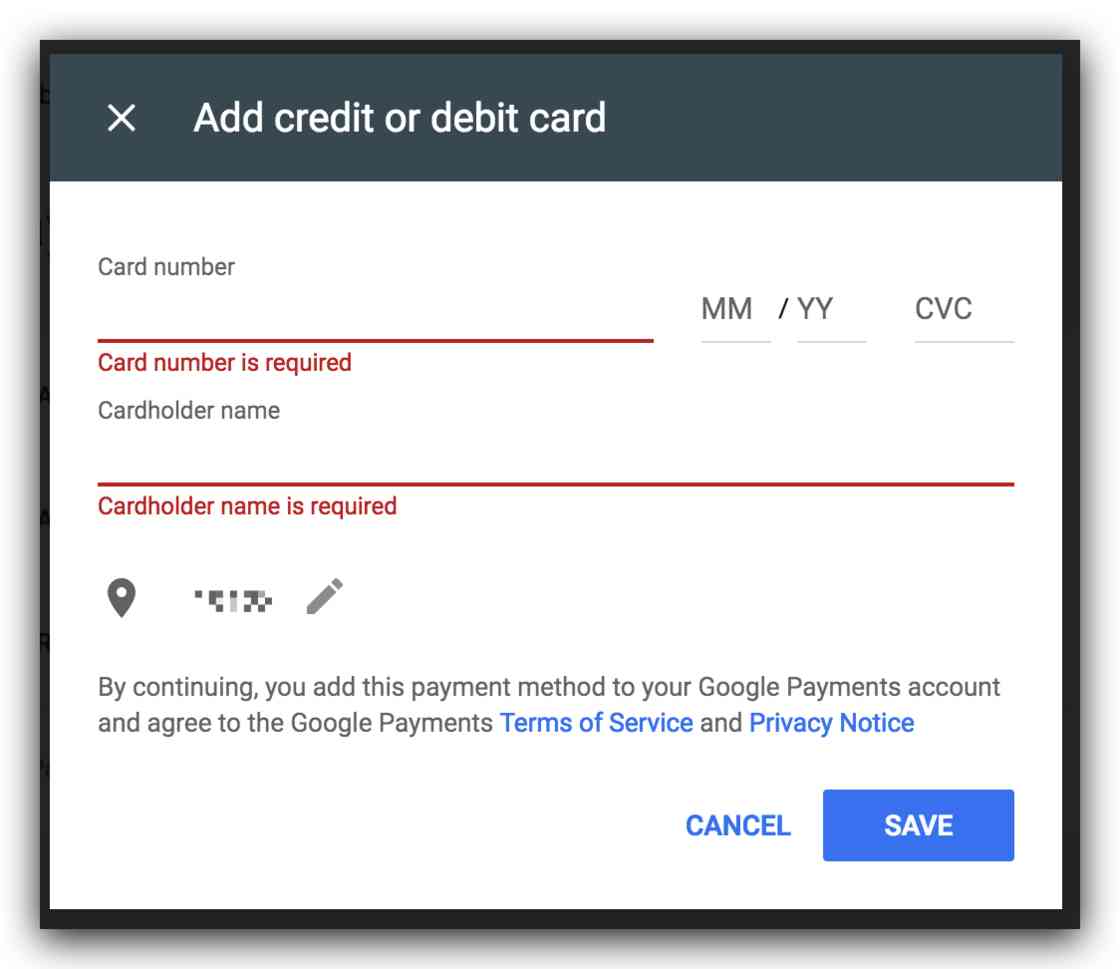 Add credit or debit card
Card number
MM / YY CVC
Card number is required
Cardholder name
Cardholder name is required
By continuing, you add this payment method to your Google Payments account
and agree to the Google Payments Terms of Service and Privacy Notice
CANCEL SAVE